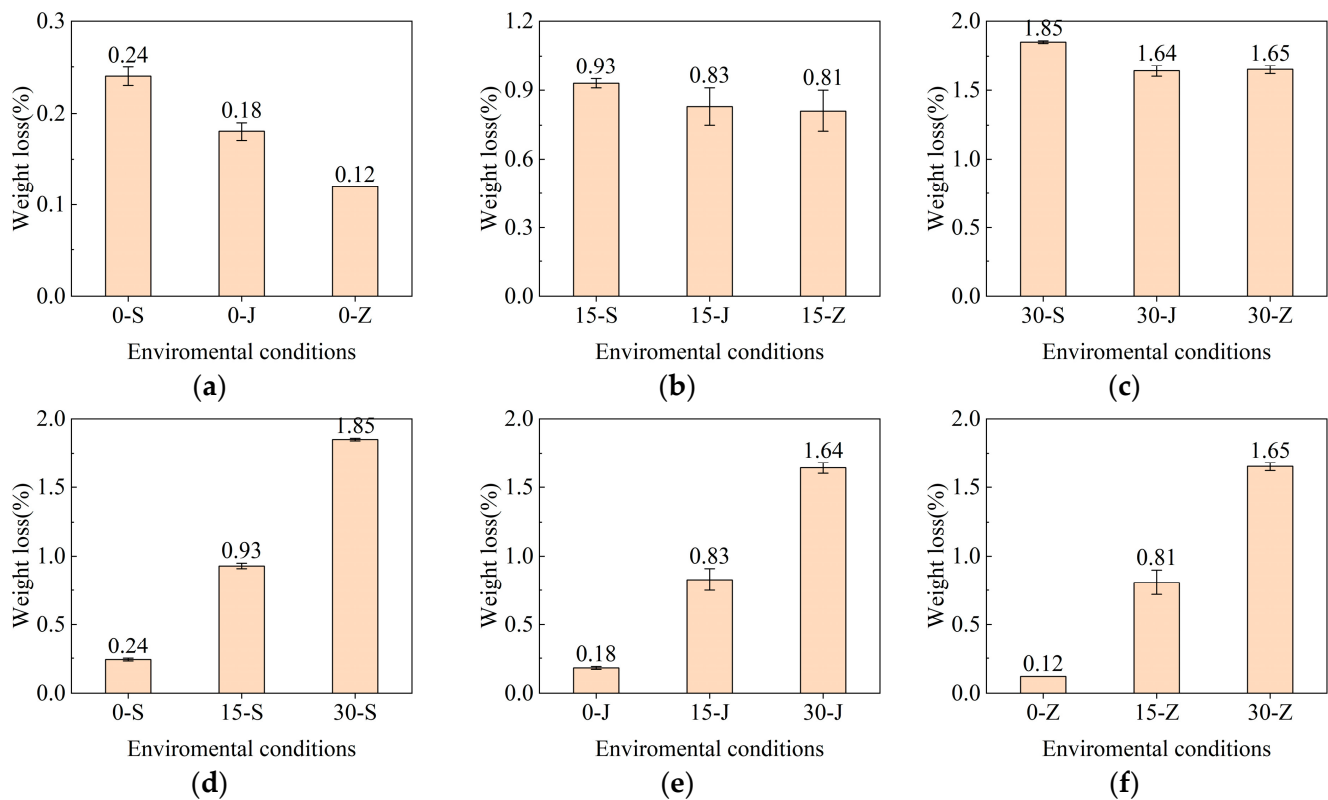 0.3
0.2
0.1
0.0
Weight loss(%)
0.24
0.18
0.12
0-S 0-J 0-Z
Enviromental conditions
(a)
1.2
0.9
0.6
0.3
0.0
Weight loss(%)
0.93
0.83
0.81
15-S 15-J 15-Z
Enviromental conditions
(b)
2.0
1.5
1.0
0.5
0.0
Weight loss(%)
1.85
1.64
1.65
30-S 30-J 30-Z
Enviromental conditions
(c)
2.0
1.5
1.0
0.5
0.0
Weight loss(%)
0.24
0.93
1.85
0-S 15-S 30-S
Enviromental conditions
(d)
2.0
1.5
1.0
0.5
0.0
Weight loss(%)
0.18
0.83
1.64
0-J 15-J 30-J
Enviromental conditions
(e)
2.0
1.5
1.0
0.5
0.0
Weight loss(%)
0.12
0.81
1.65
0-Z 15-Z 30-Z
Enviromental conditions
(f)